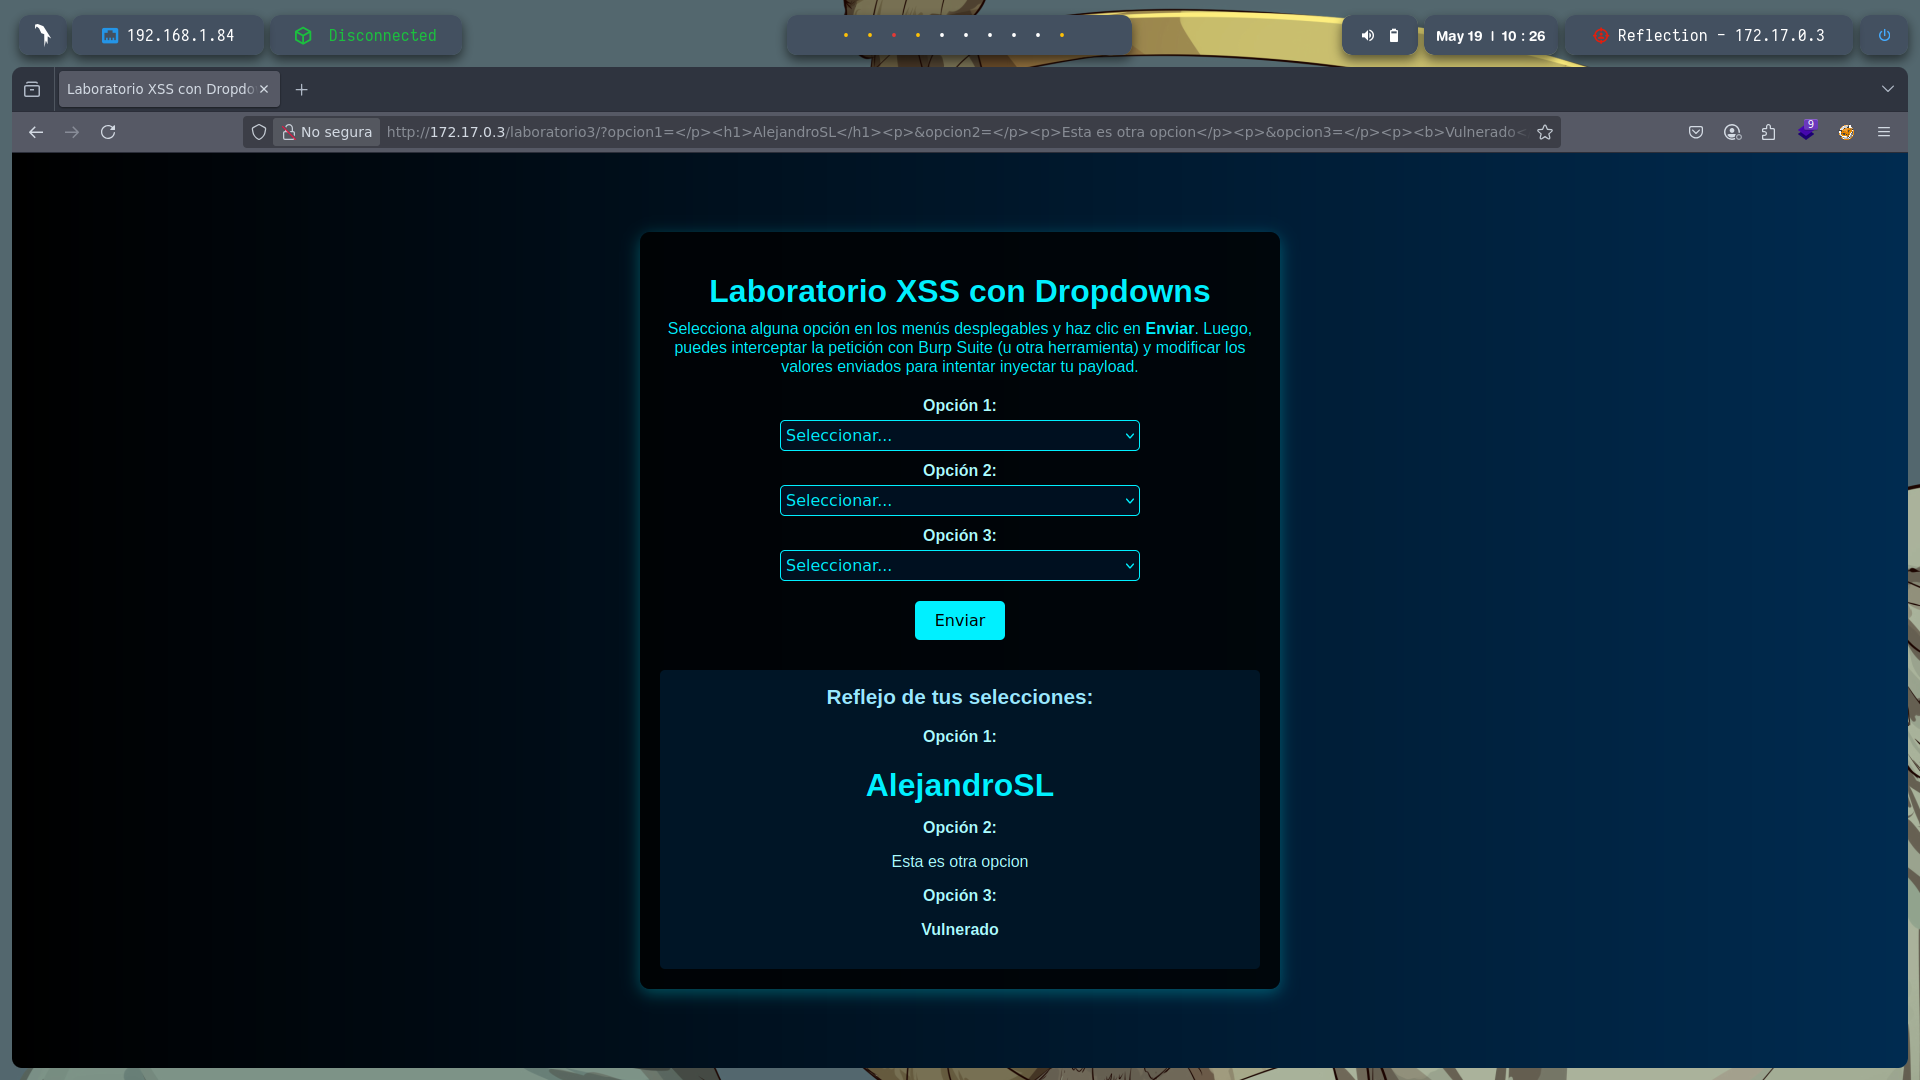 192.168.1.84
Disconnected
May 19 | 10 : 26
Reflection - 172.17.0.3
Laboratorio XSS con Dropdo
No segura
http://172.17.0.3/laboratorio3/?opcion1=</p><h1>AlejandroSL</h1><p>&opcion2=</p><p>Esta es otra opcion</p><p>&opcion3=</p><p><b>Vulnerado<
9
Laboratorio XSS con Dropdowns
Selecciona alguna opción en los menús desplegables y haz clic en Enviar. Luego,
puedes interceptar la petición con Burp Suite (u otra herramienta) y modificar los
valores enviados para intentar inyectar tu payload.
Opción 1:
Seleccionar...
Opción 2:
Seleccionar...
Opción 3:
Seleccionar...
Enviar
Reflejo de tus selecciones:
Opción 1:
AlejandroSL
Opción 2:
Esta es otra opcion
Opción 3:
Vulnerado